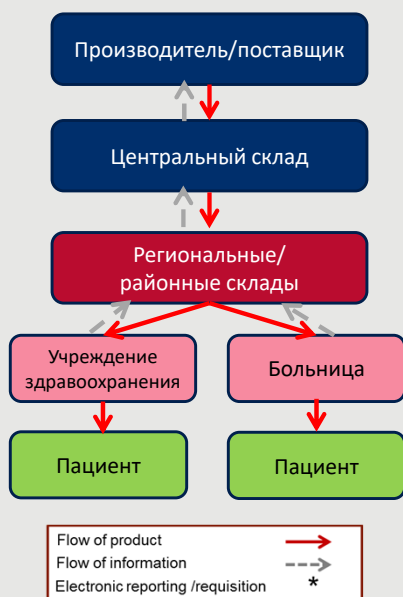 Производитель/поставщик
Центральный склад
Региональные/
районные склады
Учреждение
здравоохранения
Больница
Пациент
Пациент
Flow of product
Flow of information
Electronic reporting /requisition *